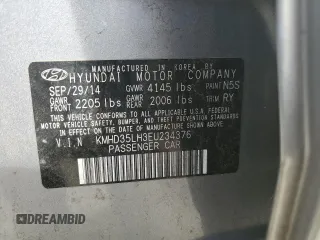 MANUFACTURED IN KOREA BY
HYUNDAI MOTOR COMPANY
SEP/29/14 GVWR 4145 lbs PAINT N5S
GAWR FRONT 2205 lbs GAWR REAR 2006 lbs TRIM RY
THIS VEHICLE CONFORMS TO ALL APPLICABLE U.S. FEDERAL
MOTOR VEHICLE SAFETY, BUMPER, AND THEFT PREVENTION
STANDARDS IN EFFECT ON THE DATE OF MANUFACTURE SHOWN ABOVE.
V.I.N KMHD35LH3EU234376
PASSENGER CAR
DIDFORSALE